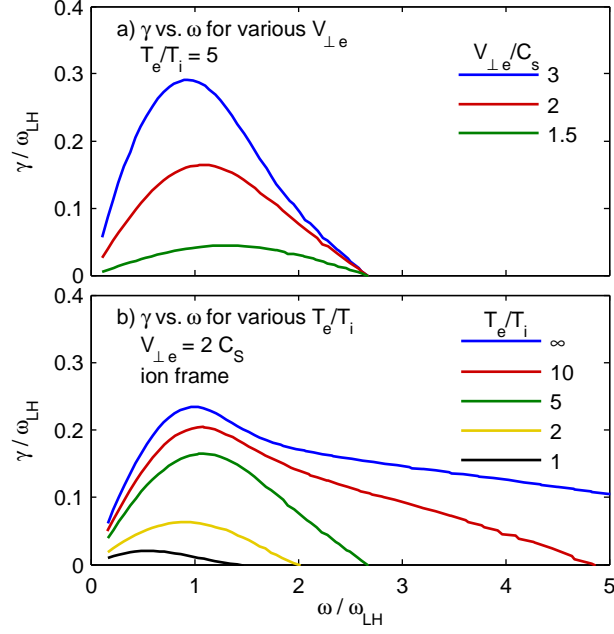 0.4
a) γ vs. ω for various V⊥e
Te/Ti = 5
V⊥e/Cs
0.3
3
2
1.5
0.2
γ / ωLH
0.1
0
0.4
b) γ vs. ω for various Te/Ti
V⊥e = 2 CS
ion frame
Te/Ti
∞
0.3
10
5
0.2
2
γ / ωLH
1
0.1
0
0 1 2 3 4 5
ω / ωLH